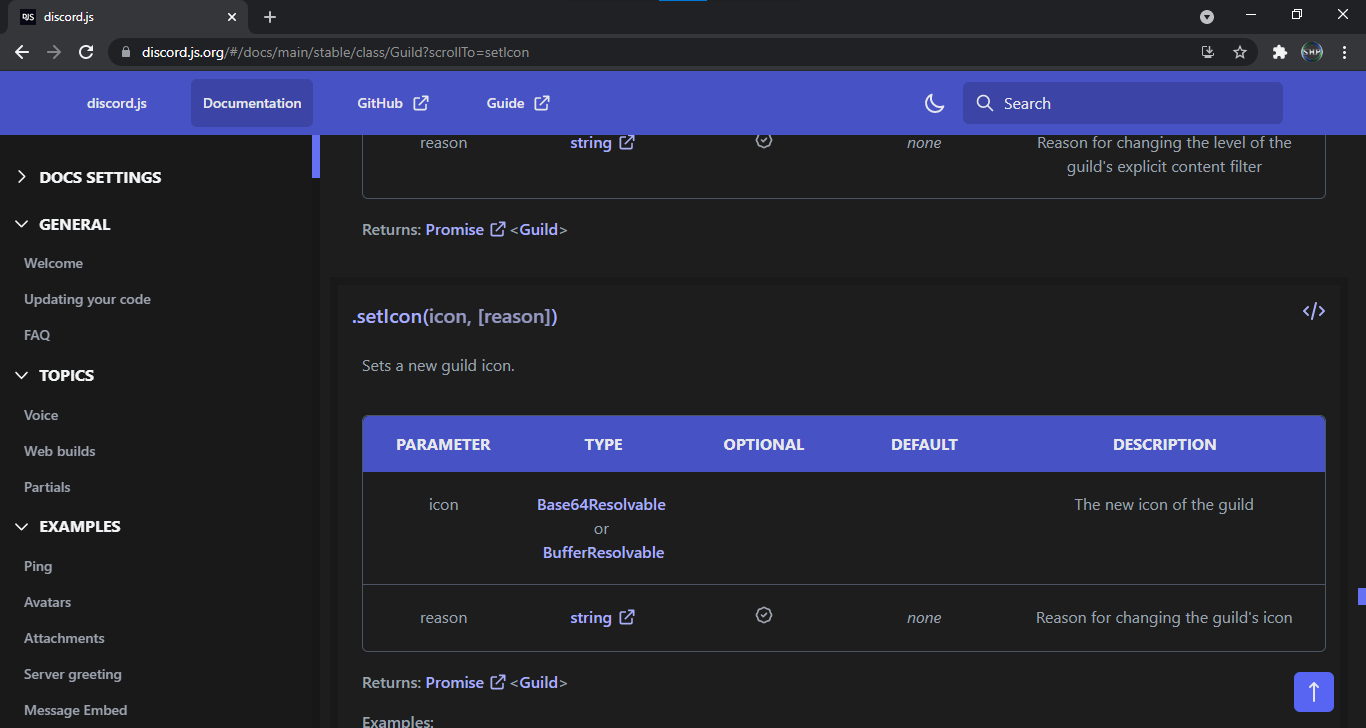 DJS discord.js
discord.js.org/#/docs/main/stable/class/Guild?scrollTo=setIcon
discord.js Documentation GitHub Guide Search
DOCS SETTINGS
GENERAL
Welcome
Updating your code
FAQ
TOPICS
Voice
Web builds
Partials
EXAMPLES
Ping
Avatars
Attachments
Server greeting
Message Embed
reason string none Reason for changing the level of the
guild's explicit content filter
Returns: Promise <Guild>
.setIcon(icon, [reason])
</>
Sets a new guild icon.
PARAMETER TYPE OPTIONAL DEFAULT DESCRIPTION
icon Base64Resolvable The new icon of the guild
or
BufferResolvable
reason string none Reason for changing the guild's icon
Returns: Promise <Guild>
Examples: